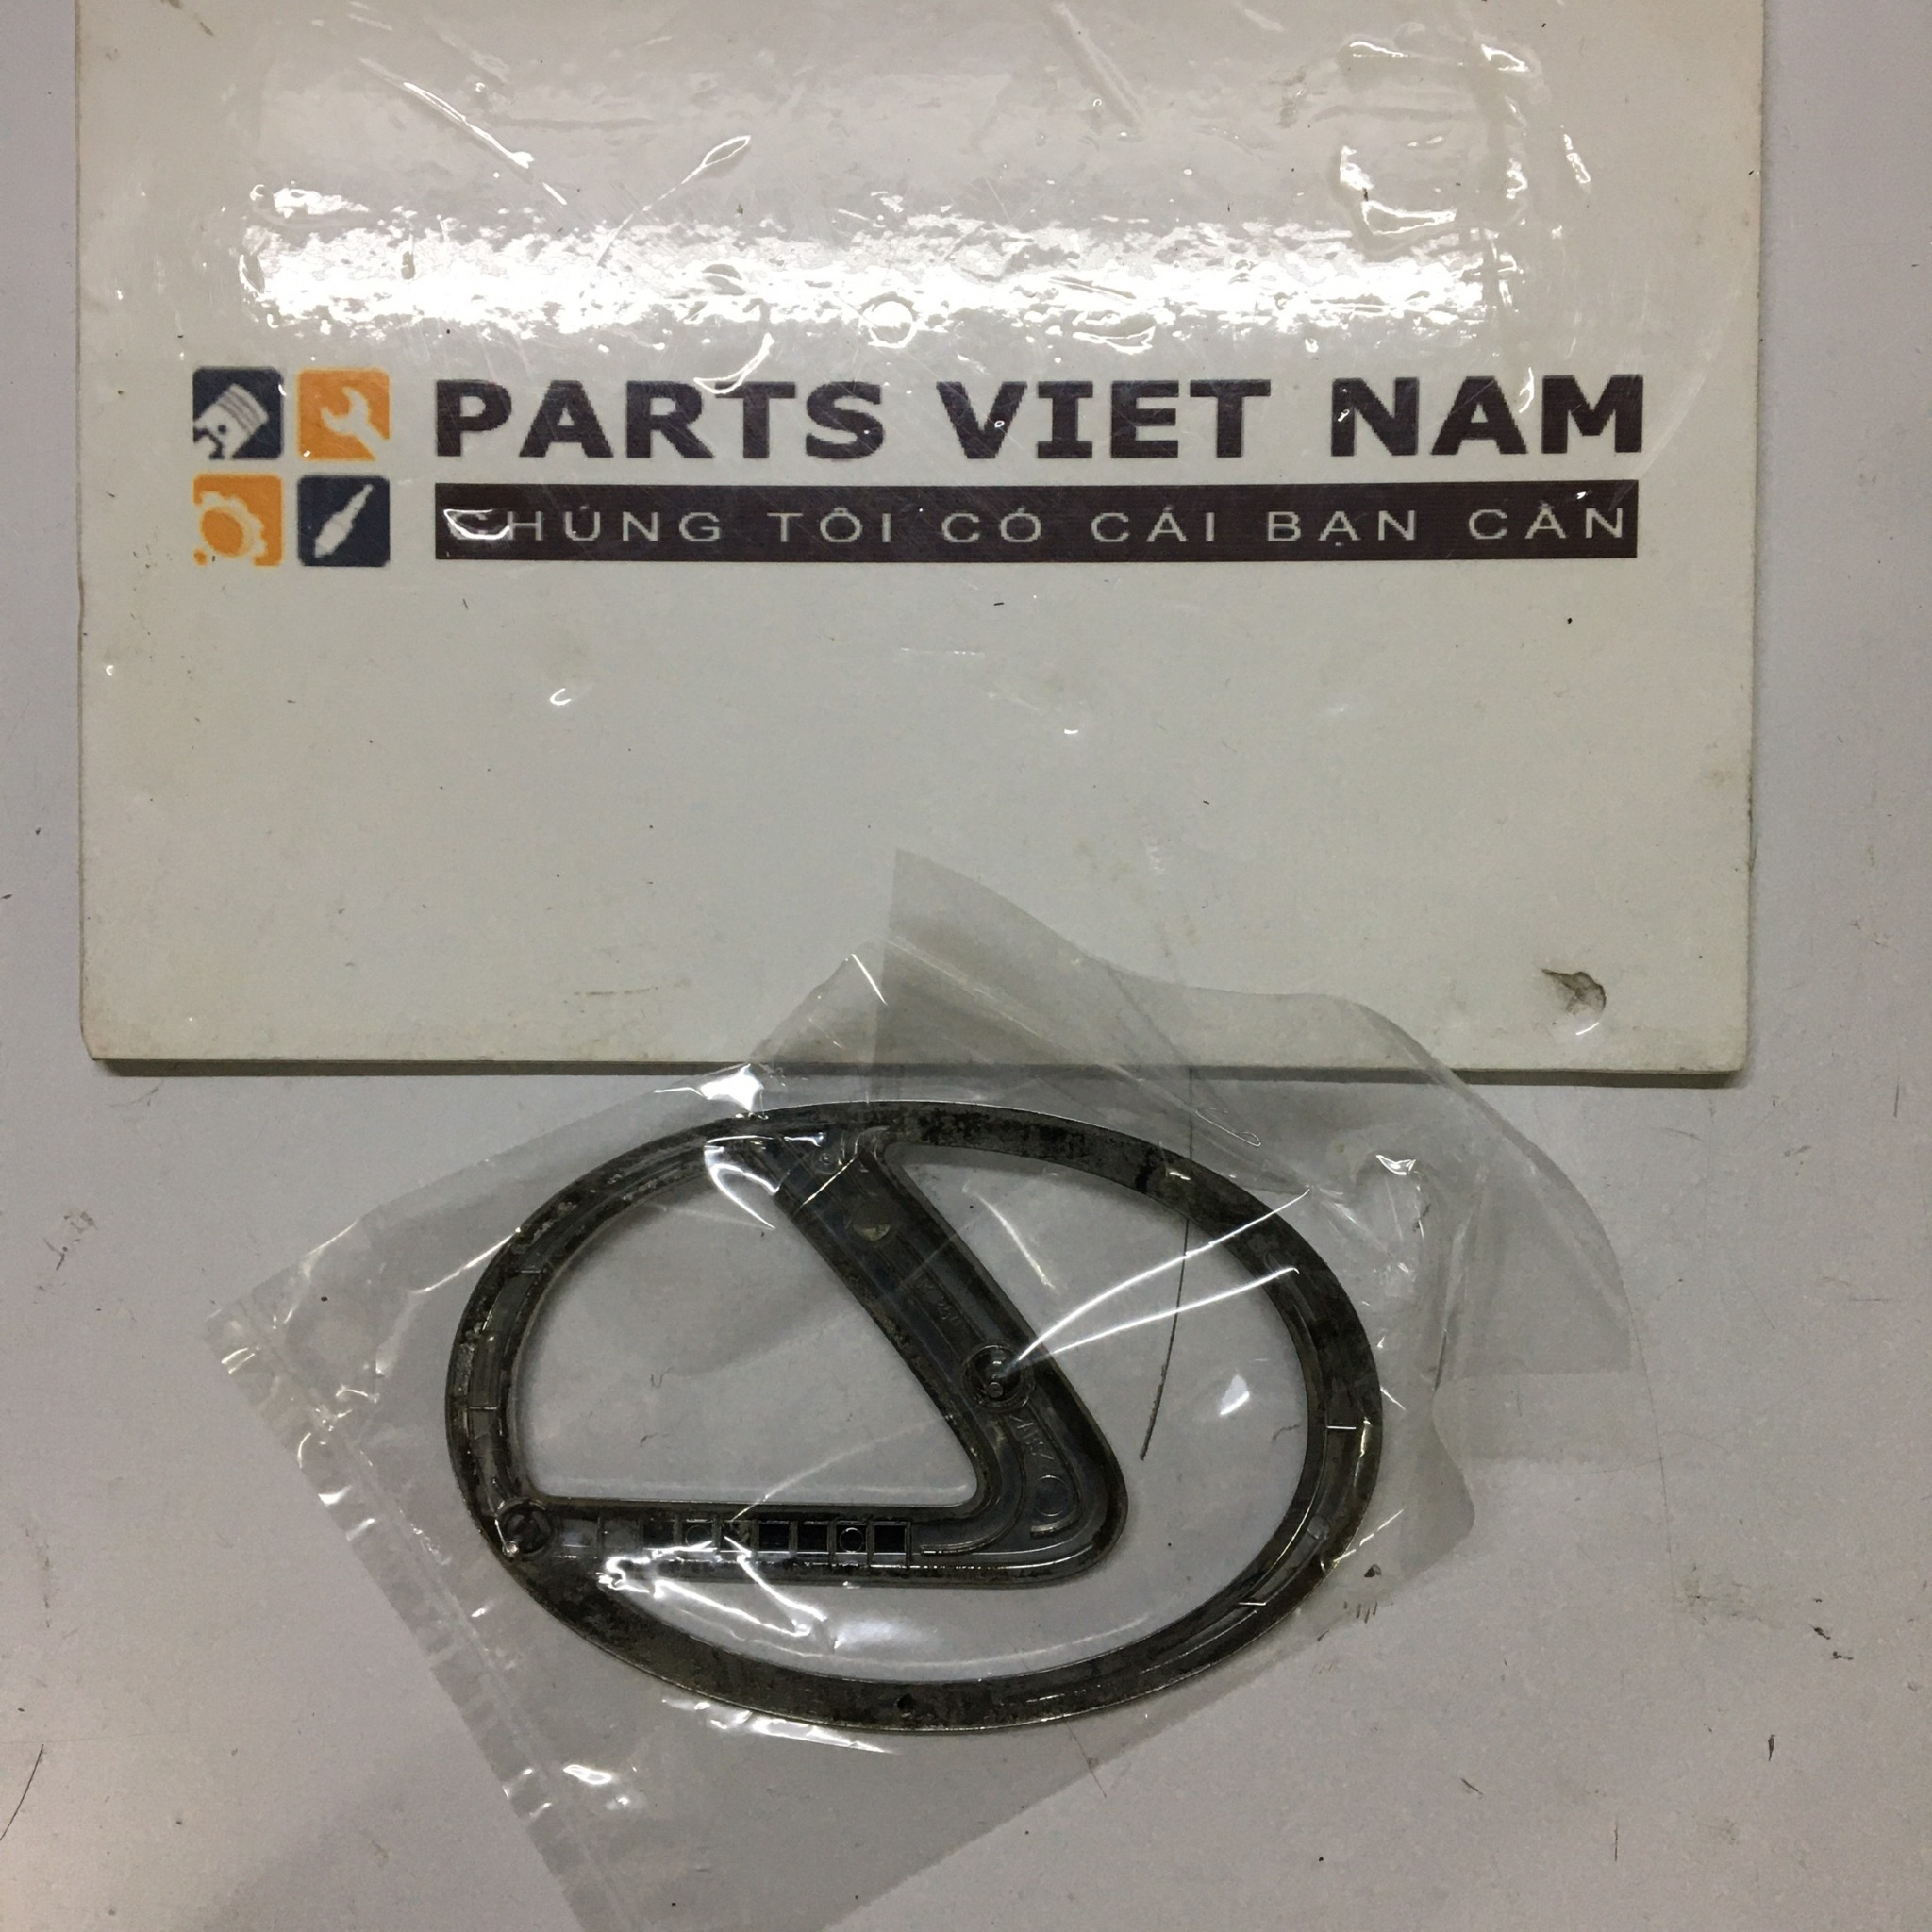 PARTS VIET NAM
CHÚNG TÔI CÓ CÁI BẠN CẦN